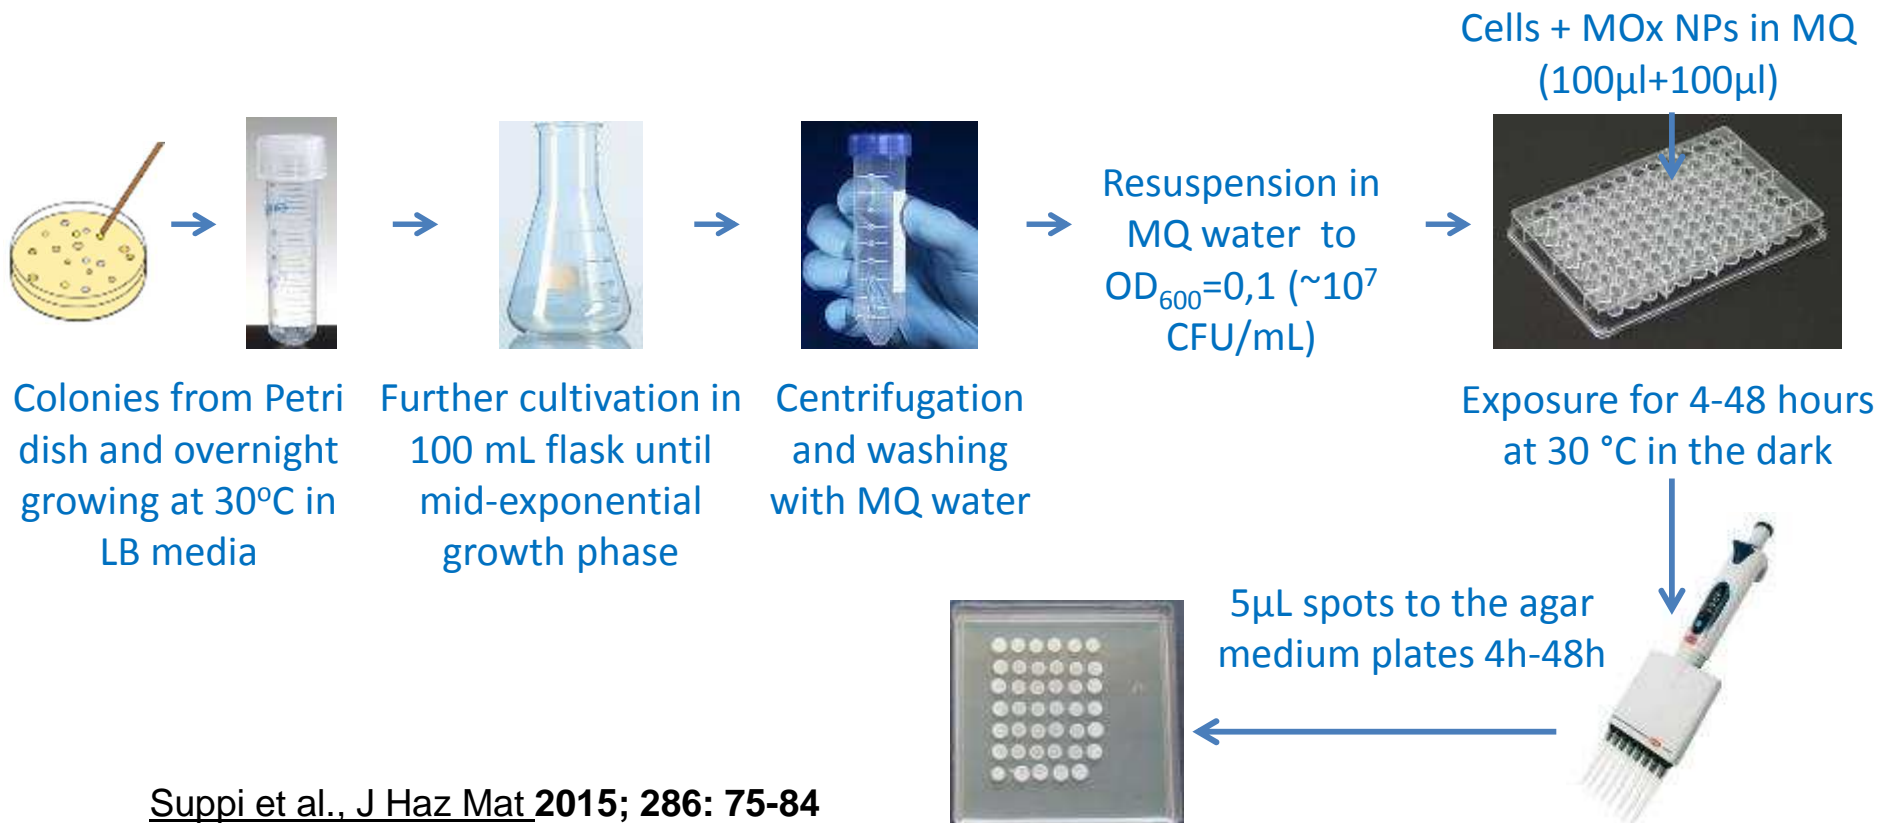 Cells + MOx NPs in MQ
(100µl+100µl)
Resuspension in
MQ water to
OD₆₀₀=0,1 (~10⁷
CFU/mL)
Colonies from Petri
dish and overnight
growing at 30°C in
LB media
Further cultivation in
100 mL flask until
mid-exponential
growth phase
Centrifugation
and washing
with MQ water
Exposure for 4-48 hours
at 30 °C in the dark
5µL spots to the agar
medium plates 4h-48h
Suppi et al., J Haz Mat 2015; 286: 75-84